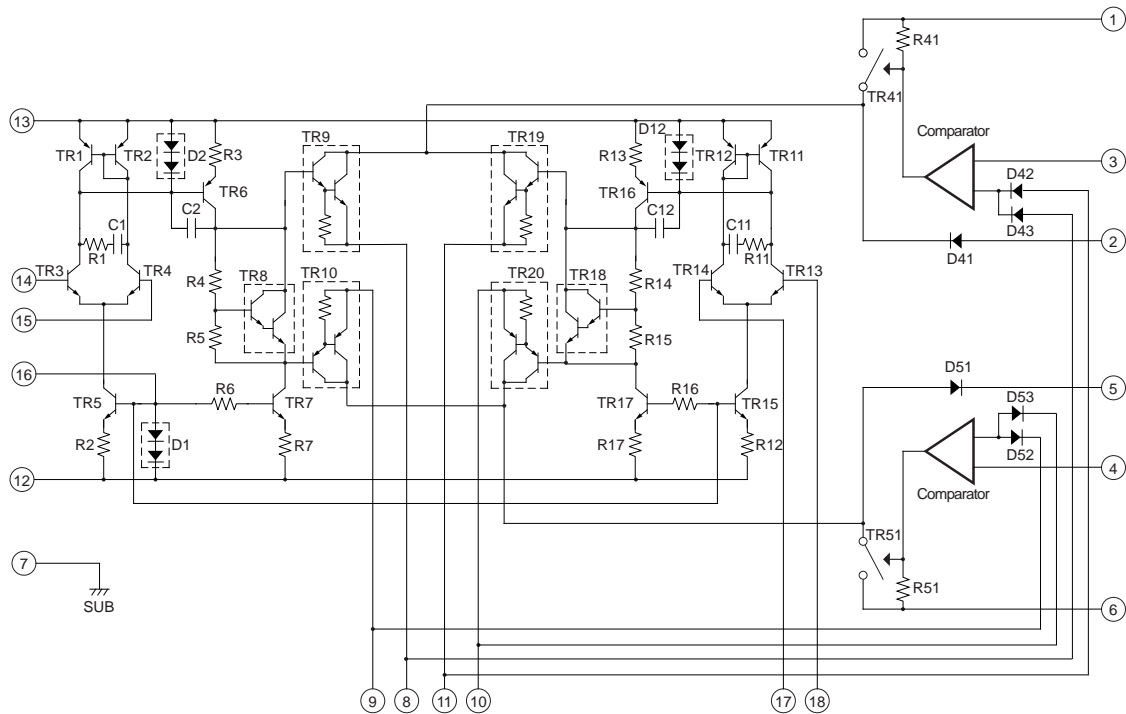 1
R41
TR41
13
TR9
TR19
D12
Comparator
TR1
TR2
D2
R3
R13
TR12
TR11
3
TR6
TR16
D42
C2
C12
D43
C1
C11
2
R1
R11
D41
TR3
TR4
TR8
TR10
TR20
TR18
TR14
TR13
14
R4
R14
15
R5
R15
16
D51
5
R6
R16
D53
TR5
TR7
TR17
TR15
R2
D1
R7
R17
R12
D52
4
12
Comparator
TR51
7
R51
SUB
6
9
8
11
10
17
18